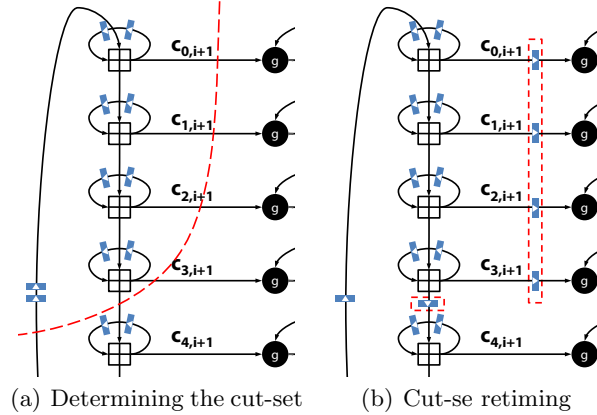 C0,i+1
g
C1,i+1
g
C2,i+1
g
C3,i+1
g
C4,i+1
g
(a) Determining the cut-set
C0,i+1
g
C1,i+1
g
C2,i+1
g
C3,i+1
g
C4,i+1
g
(b) Cut-se retiming